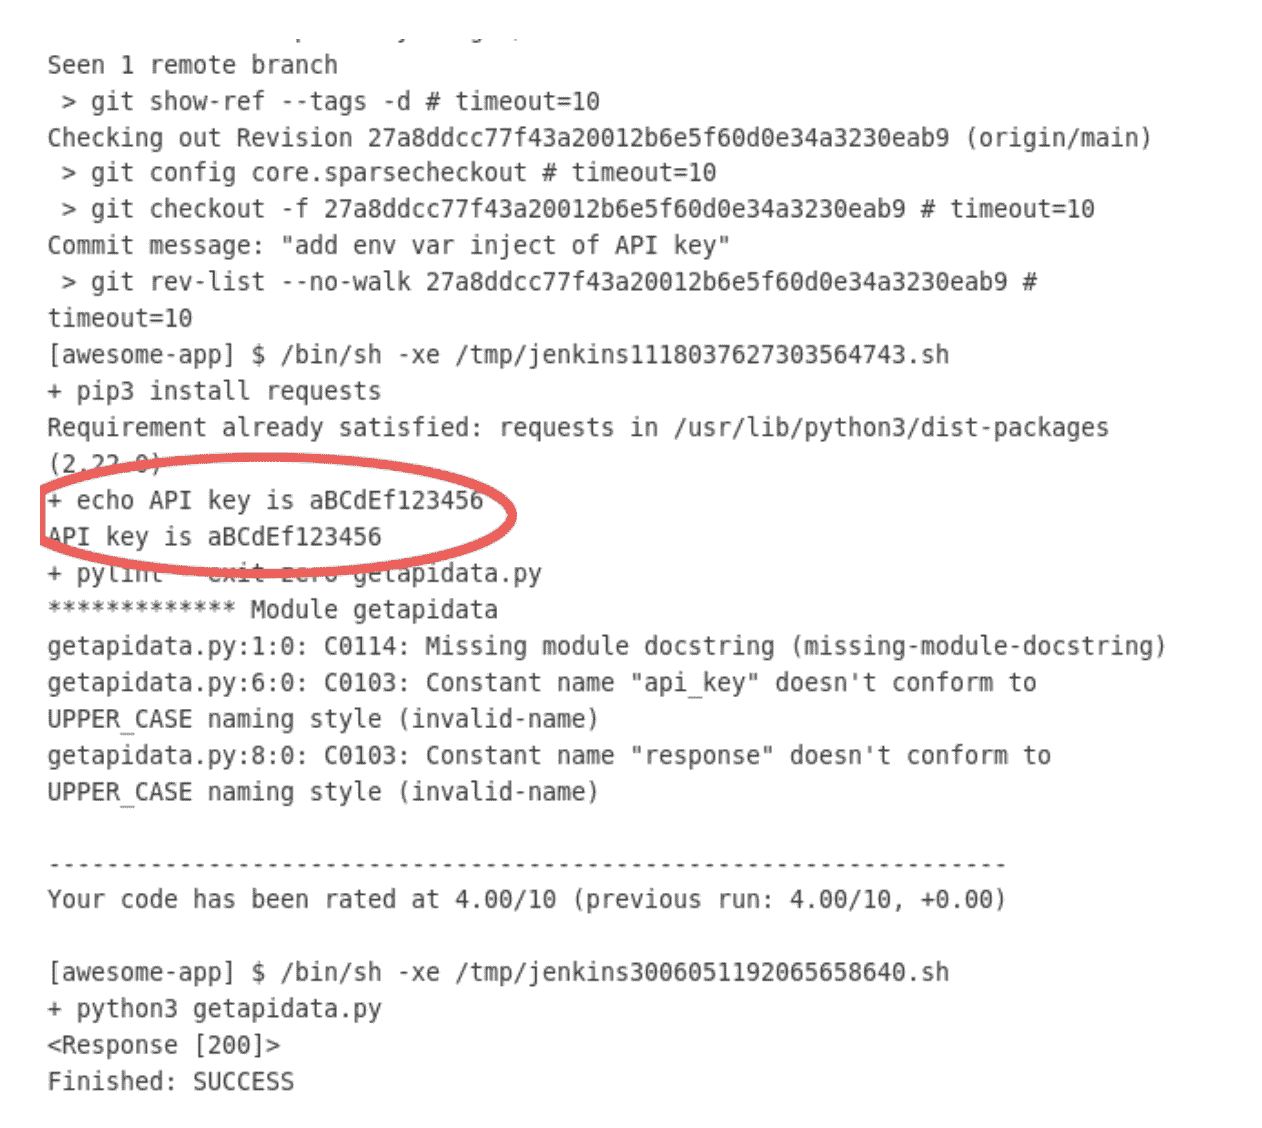 Seen 1 remote branch
> git show-ref --tags -d # timeout=10
Checking out Revision 27a8ddcc77f43a20012b6e5f60d0e34a3230eab9 (origin/main)
> git config core.sparsecheckout # timeout=10
> git checkout -f 27a8ddcc77f43a20012b6e5f60d0e34a3230eab9 # timeout=10
Commit message: "add env var inject of API key"
> git rev-list --no-walk 27a8ddcc77f43a20012b6e5f60d0e34a3230eab9 #
timeout=10
[awesome-app] $ /bin/sh -xe /tmp/jenkins1118037627303564743.sh
+ pip3 install requests
Requirement already satisfied: requests in /usr/lib/python3/dist-packages
(2.22.0)
+ echo API key is aBCdEf123456
API key is aBCdEf123456
+ pylint --exit-zero getapidata.py
************* Module getapidata
getapidata.py:1:0: C0114: Missing module docstring (missing-module-docstring)
getapidata.py:6:0: C0103: Constant name "api_key" doesn't conform to
UPPER_CASE naming style (invalid-name)
getapidata.py:8:0: C0103: Constant name "response" doesn't conform to
UPPER_CASE naming style (invalid-name)
------------------------------------------------------------------
Your code has been rated at 4.00/10 (previous run: 4.00/10, +0.00)
[awesome-app] $ /bin/sh -xe /tmp/jenkins3006051192065658640.sh
+ python3 getapidata.py
<Response [200]>
Finished: SUCCESS